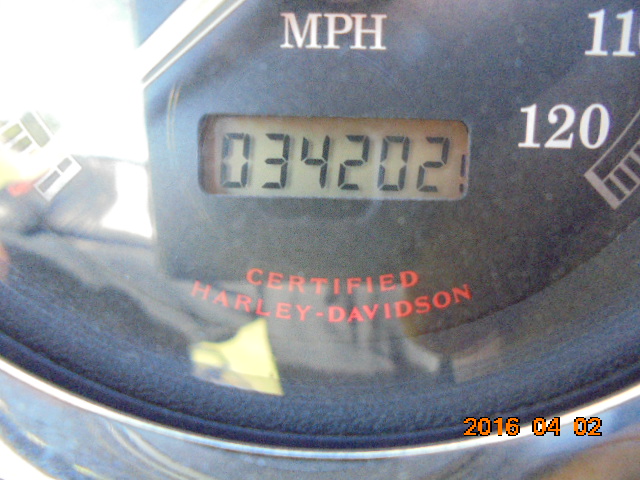 MPH
110
120
034202
CERTIFIED
HARLEY-DAVIDSON
2016 04 02